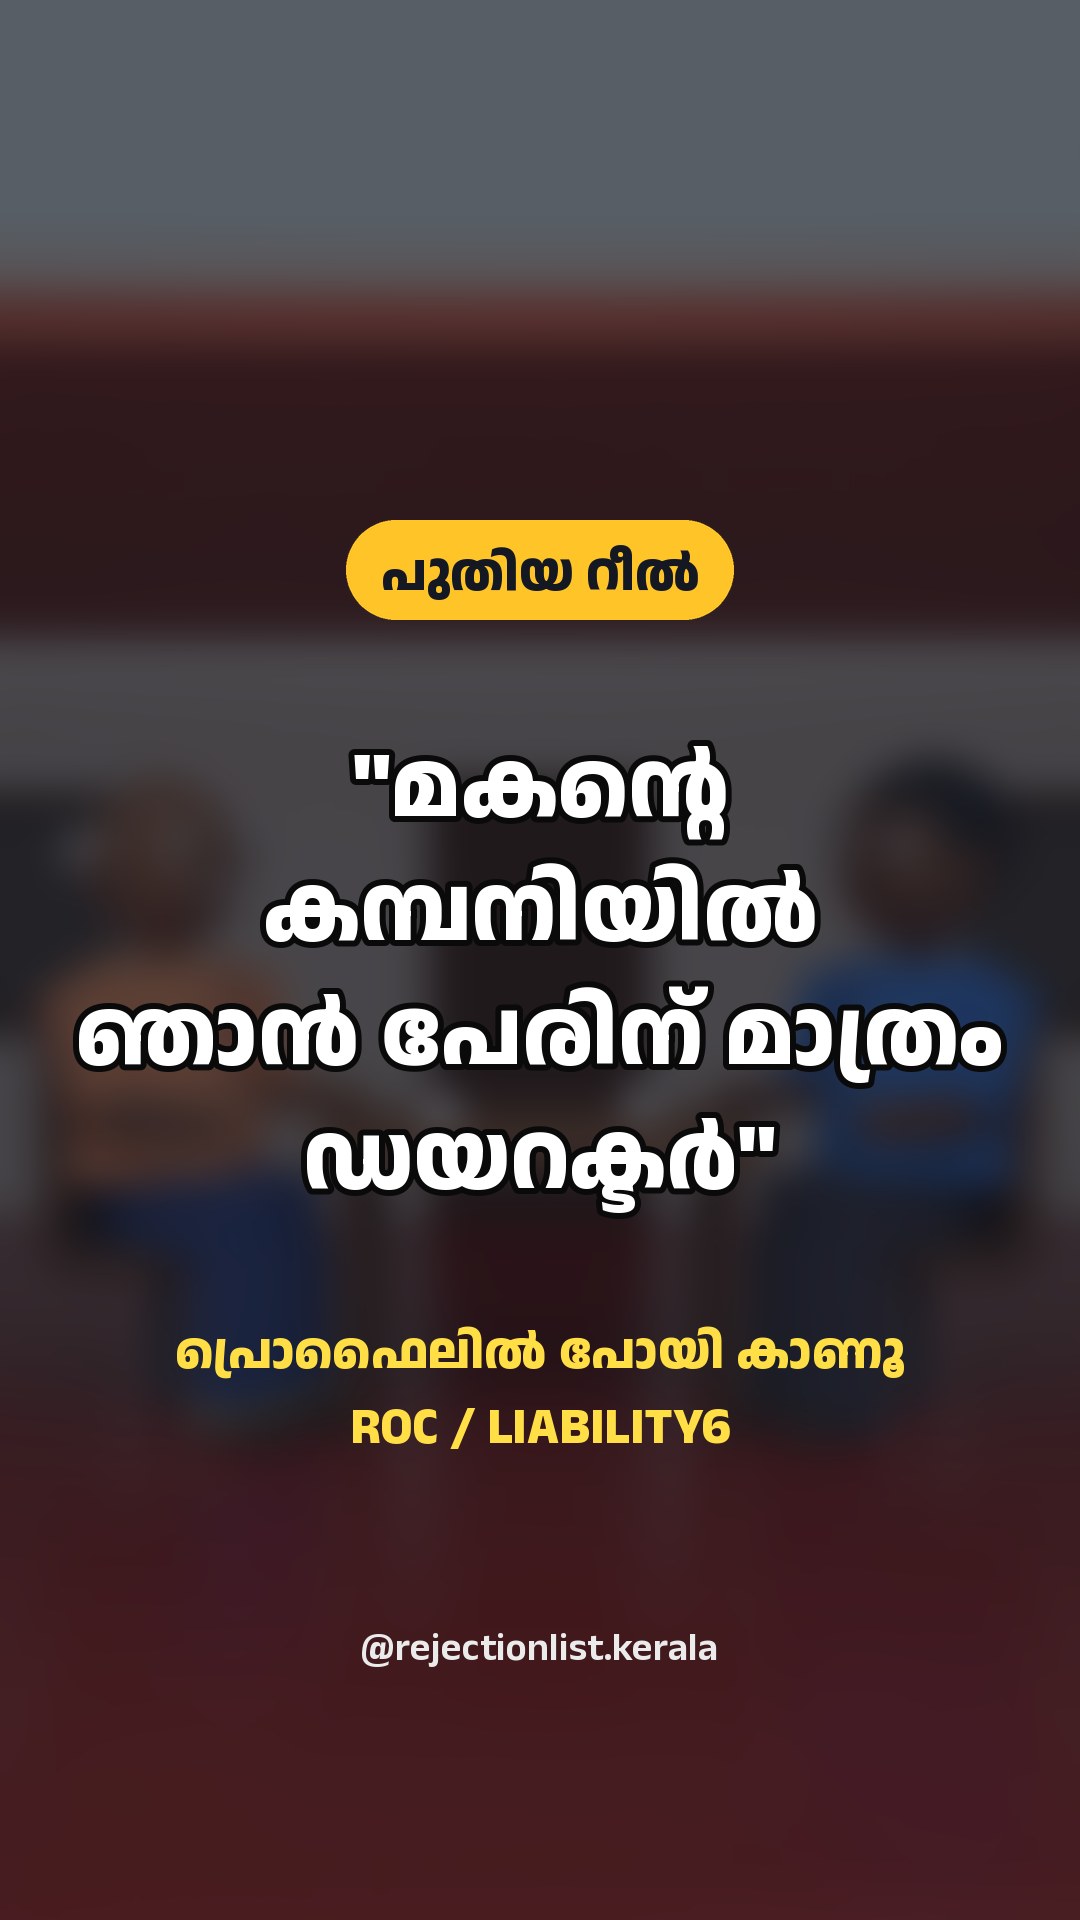 പുതിയ റീൽ
"മകന്റെ
കമ്പനിയിൽ
ഞാൻ പേരിന് മാത്രം
ഡയറക്ടർ"
പ്രൊഫൈലിൽ പോയി കാണൂ
ROC / LIABILITY6
@rejectionlist.kerala